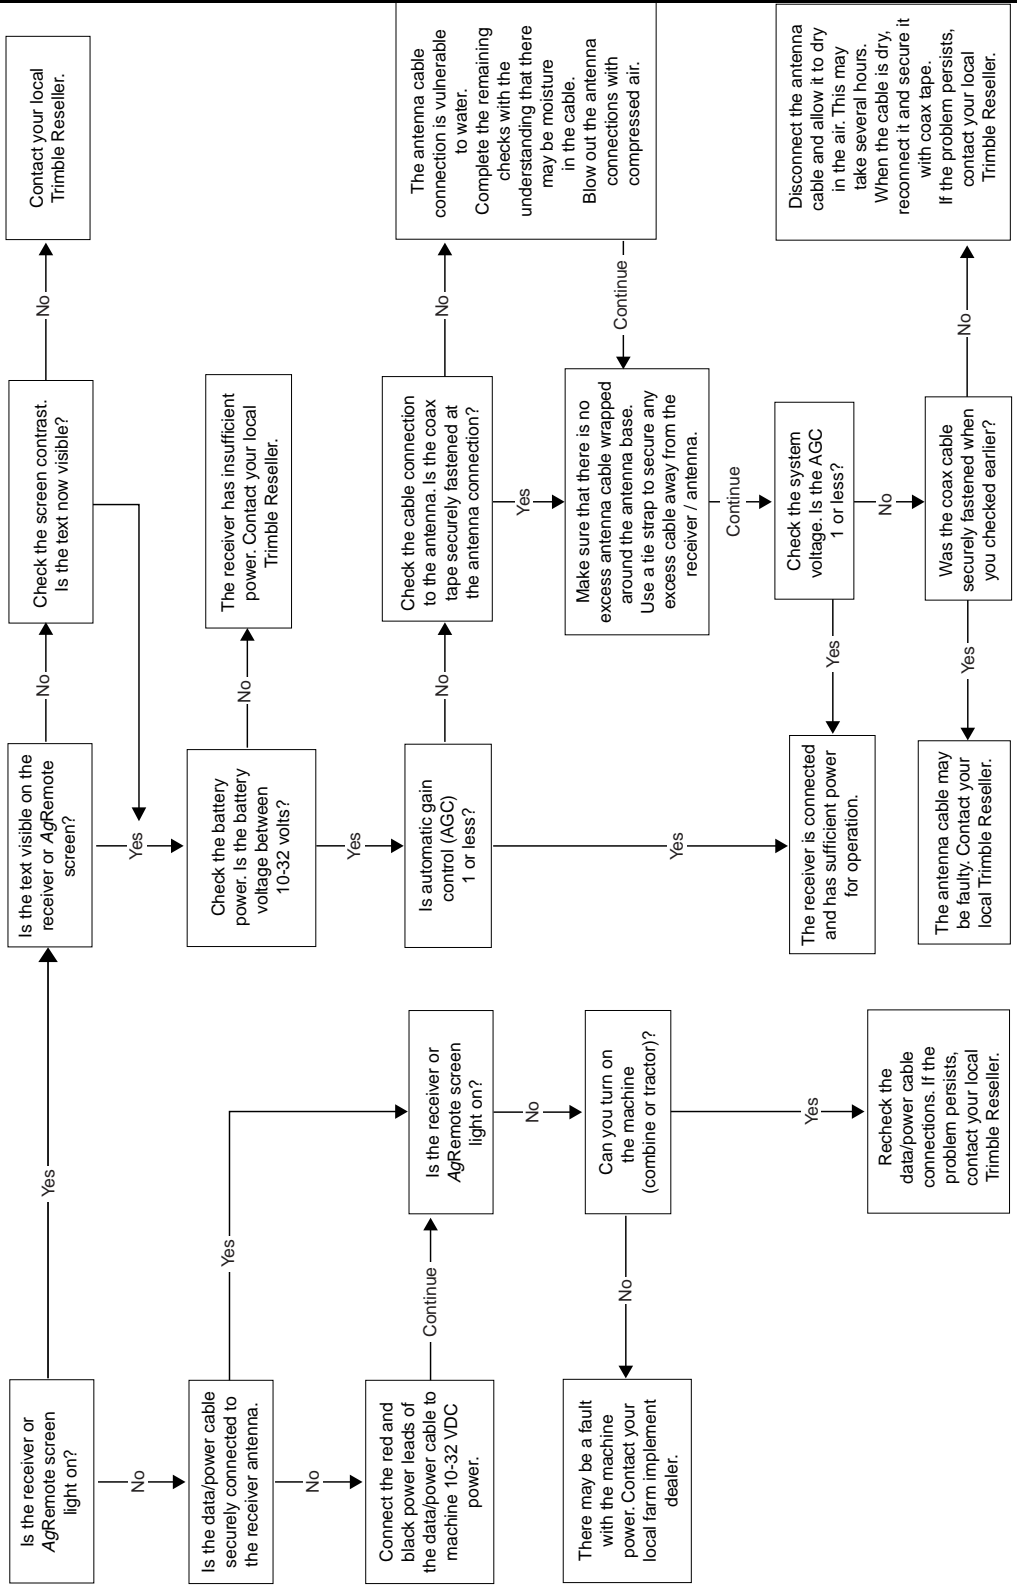 Is the receiver or
AgRemote screen
light on?
Yes
No
Is the data/power cable
securely connected to
the receiver antenna.
Yes
No
Connect the red and
black power leads of
the data/power cable to
machine 10-32 VDC
power.
Continue
Is the receiver or
AgRemote screen
light on?
No
Can you turn on
the machine
(combine or tractor)?
No
There may be a fault
with the machine
power. Contact your
local farm implement
dealer.
Yes
Recheck the
data/power cable
connections. If the
problem persists,
contact your local
Trimble Reseller.
Is the text visible on the
receiver or AgRemote
screen?
No
Check the screen contrast.
Is the text now visible?
No
Contact your local
Trimble Reseller.
Yes
Check the battery
power. Is the battery
voltage between
10-32 volts?
No
The receiver has insufficient
power. Contact your local
Trimble Reseller.
Yes
Is automatic gain
control (AGC)
1 or less?
No
Check the cable connection
to the antenna. Is the coax
tape securely fastened at
the antenna connection?
No
The antenna cable
connection is vulnerable
to water.
Complete the remaining
checks with the
understanding that there
may be moisture
in the cable.
Blow out the antenna
connections with
compressed air.
Yes
Continue
Make sure that there is no
excess antenna cable wrapped
around the antenna base.
Use a tie strap to secure any
excess cable away from the
receiver / antenna.
Continue
Yes
Check the system
voltage. Is the AGC
1 or less?
Yes
The receiver is connected
and has sufficient power
for operation.
No
Was the coax cable
securely fastened when
you checked earlier?
Yes
The antenna cable may
be faulty. Contact your
local Trimble Reseller.
No
Disconnect the antenna
cable and allow it to dry
in the air. This may
take several hours.
When the cable is dry,
reconnect it and secure it
with coax tape.
If the problem persists,
contact your local
Trimble Reseller.